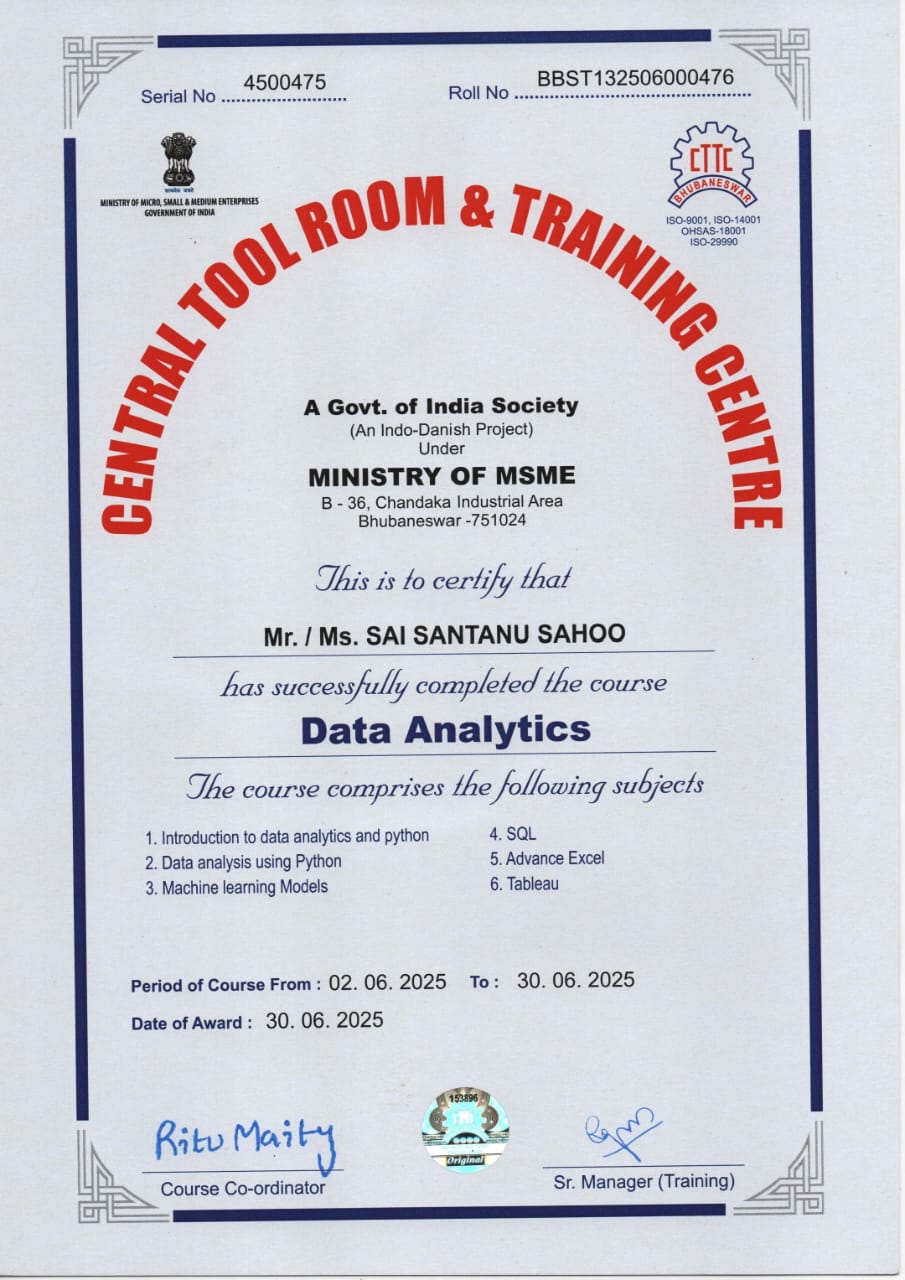 Serial No 4500475
Roll No BBST132506000476
सत्यमेव जयते
MINISTRY OF MICRO, SMALL & MEDIUM ENTERPRISES
GOVERNMENT OF INDIA
CTTC
BHUBANESWAR
ISO-9001, ISO-14001
OHSAS-18001
ISO-29990
CENTRAL TOOL ROOM & TRAINING CENTRE
A Govt. of India Society
(An Indo-Danish Project)
Under
MINISTRY OF MSME
B - 36, Chandaka Industrial Area
Bhubaneswar -751024
This is to certify that
Mr. / Ms. SAI SANTANU SAHOO
has successfully completed the course
Data Analytics
The course comprises the following subjects
1. Introduction to data analytics and python
2. Data analysis using Python
3. Machine learning Models
4. SQL
5. Advance Excel
6. Tableau
Period of Course From : 02. 06. 2025 To : 30. 06. 2025
Date of Award : 30. 06. 2025
153896
Original
Ritu Maity
Course Co-ordinator
Sr. Manager (Training)